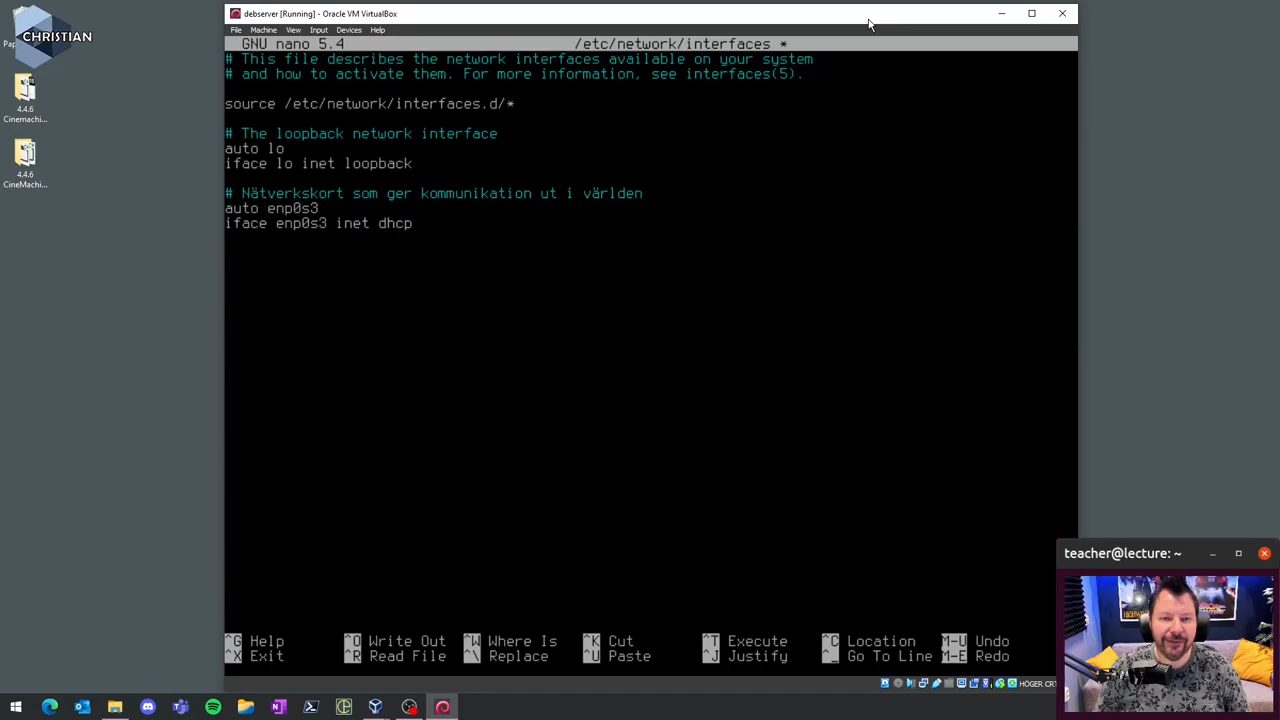 debserver [Running] - Oracle VM VirtualBox
File Machine View Input Devices Help
CHRISTIAN
4.4.6
Cinemachi...
4.4.6
CineMachi...
GNU nano 5.4 /etc/network/interfaces *
# This file describes the network interfaces available on your system
# and how to activate them. For more information, see interfaces(5).
source /etc/network/interfaces.d/*
# The loopback network interface
auto lo
iface lo inet loopback
# Nätverkskort som ger kommunikation ut i världen
auto enp0s3
iface enp0s3 inet dhcp
^G Help ^O Write Out ^W Where Is ^K Cut ^T Execute ^C Location M-U Undo
^X Exit ^R Read File ^\ Replace ^U Paste ^J Justify ^_ Go To Line M-E Redo
HÖGER CRT
teacher@lecture: ~